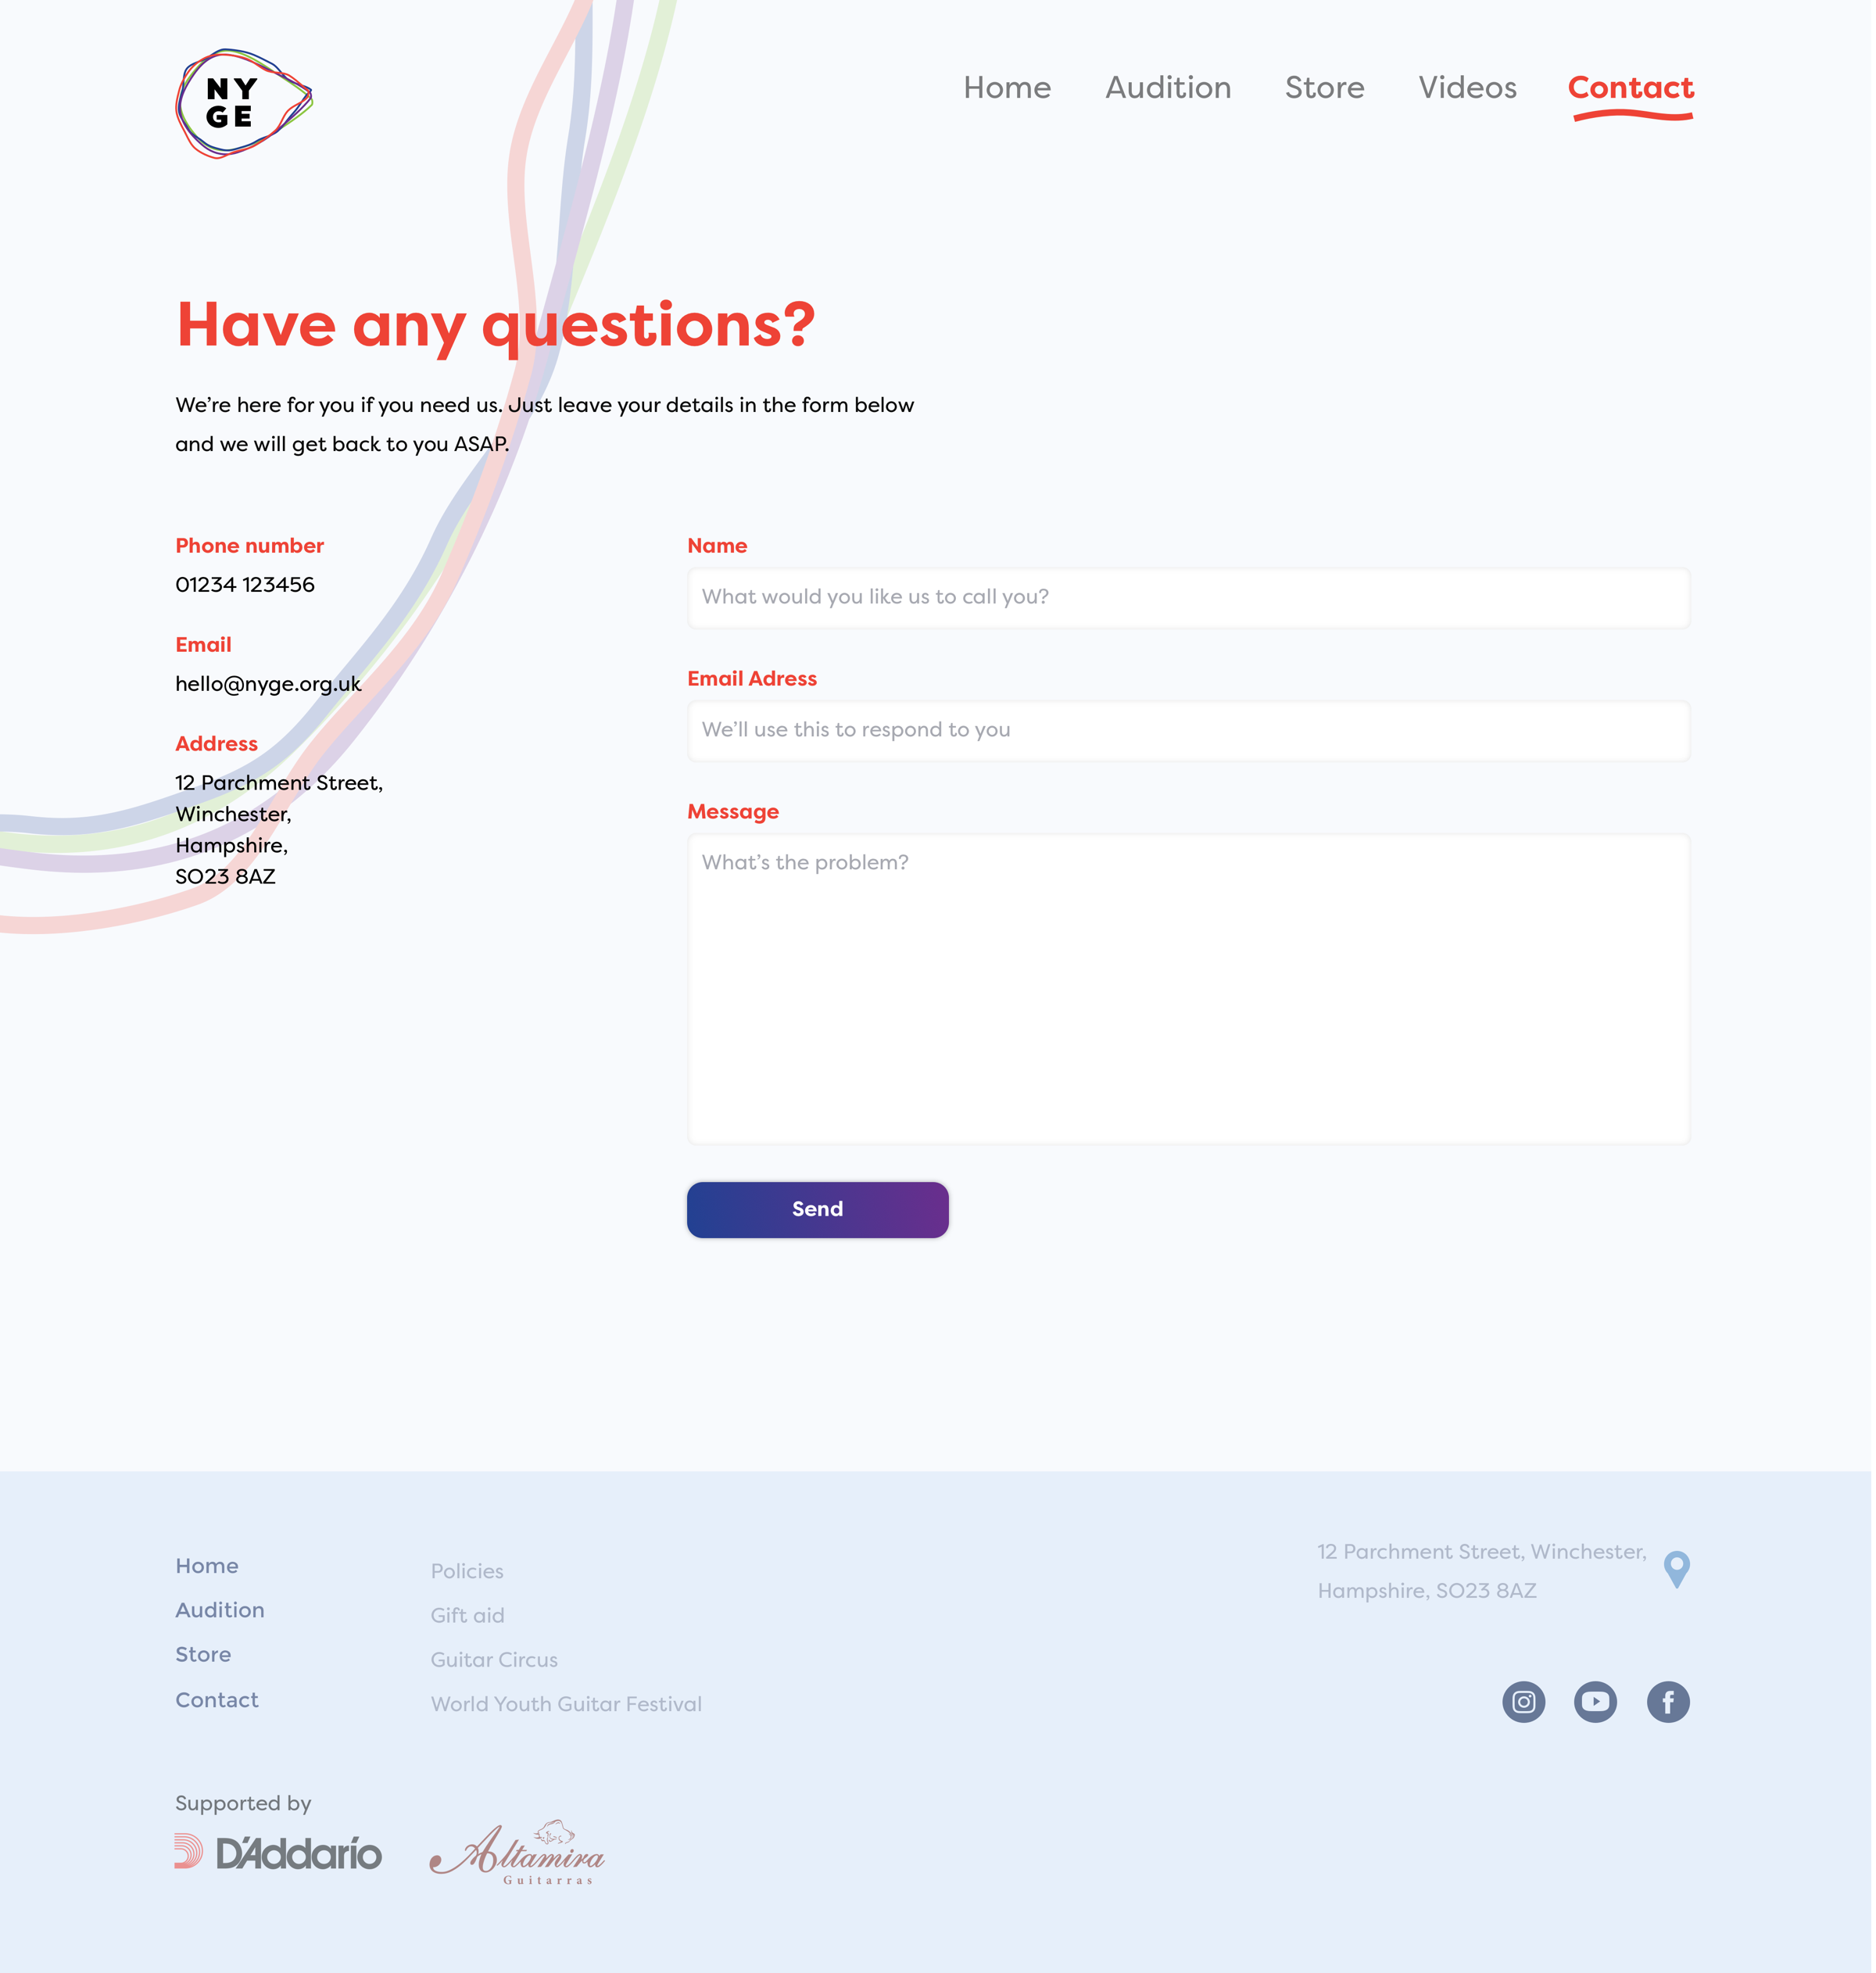 NY
GE
Home Audition Store Videos Contact
Have any questions?
We’re here for you if you need us. Just leave your details in the form below
and we will get back to you ASAP.
Phone number
01234 123456
Email
hello@nyge.org.uk
Address
12 Parchment Street,
Winchester,
Hampshire,
SO23 8AZ
Name
What would you like us to call you?
Email Adress
We’ll use this to respond to you
Message
What’s the problem?
Send
Home
Audition
Store
Contact
Policies
Gift aid
Guitar Circus
World Youth Guitar Festival
12 Parchment Street, Winchester,
Hampshire, SO23 8AZ
Supported by
D'Addario
Altamira
Guitarras